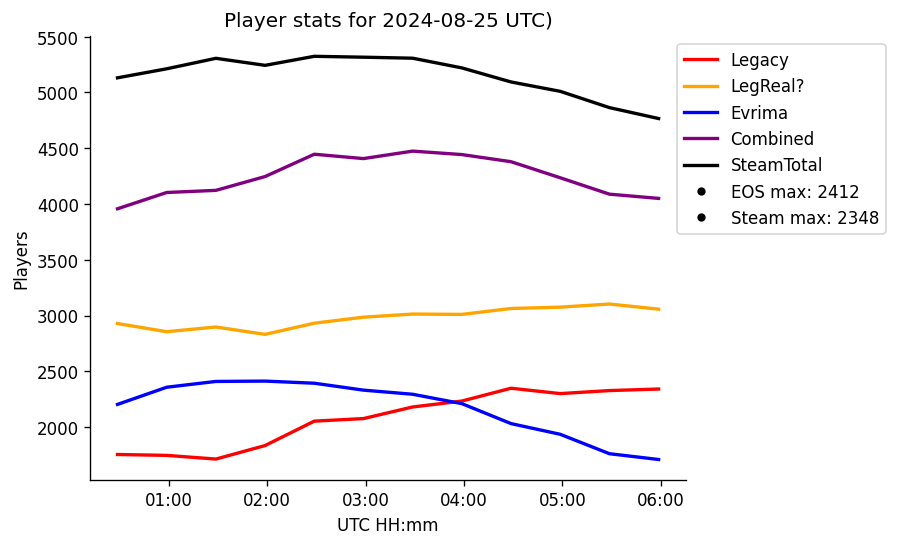 Player stats for 2024-08-25 UTC)
5500
5000
4500
4000
3500
3000
2500
2000
Players
01:00 02:00 03:00 04:00 05:00 06:00
UTC HH:mm
Legacy
LegReal?
Evrima
Combined
SteamTotal
EOS max: 2412
Steam max: 2348